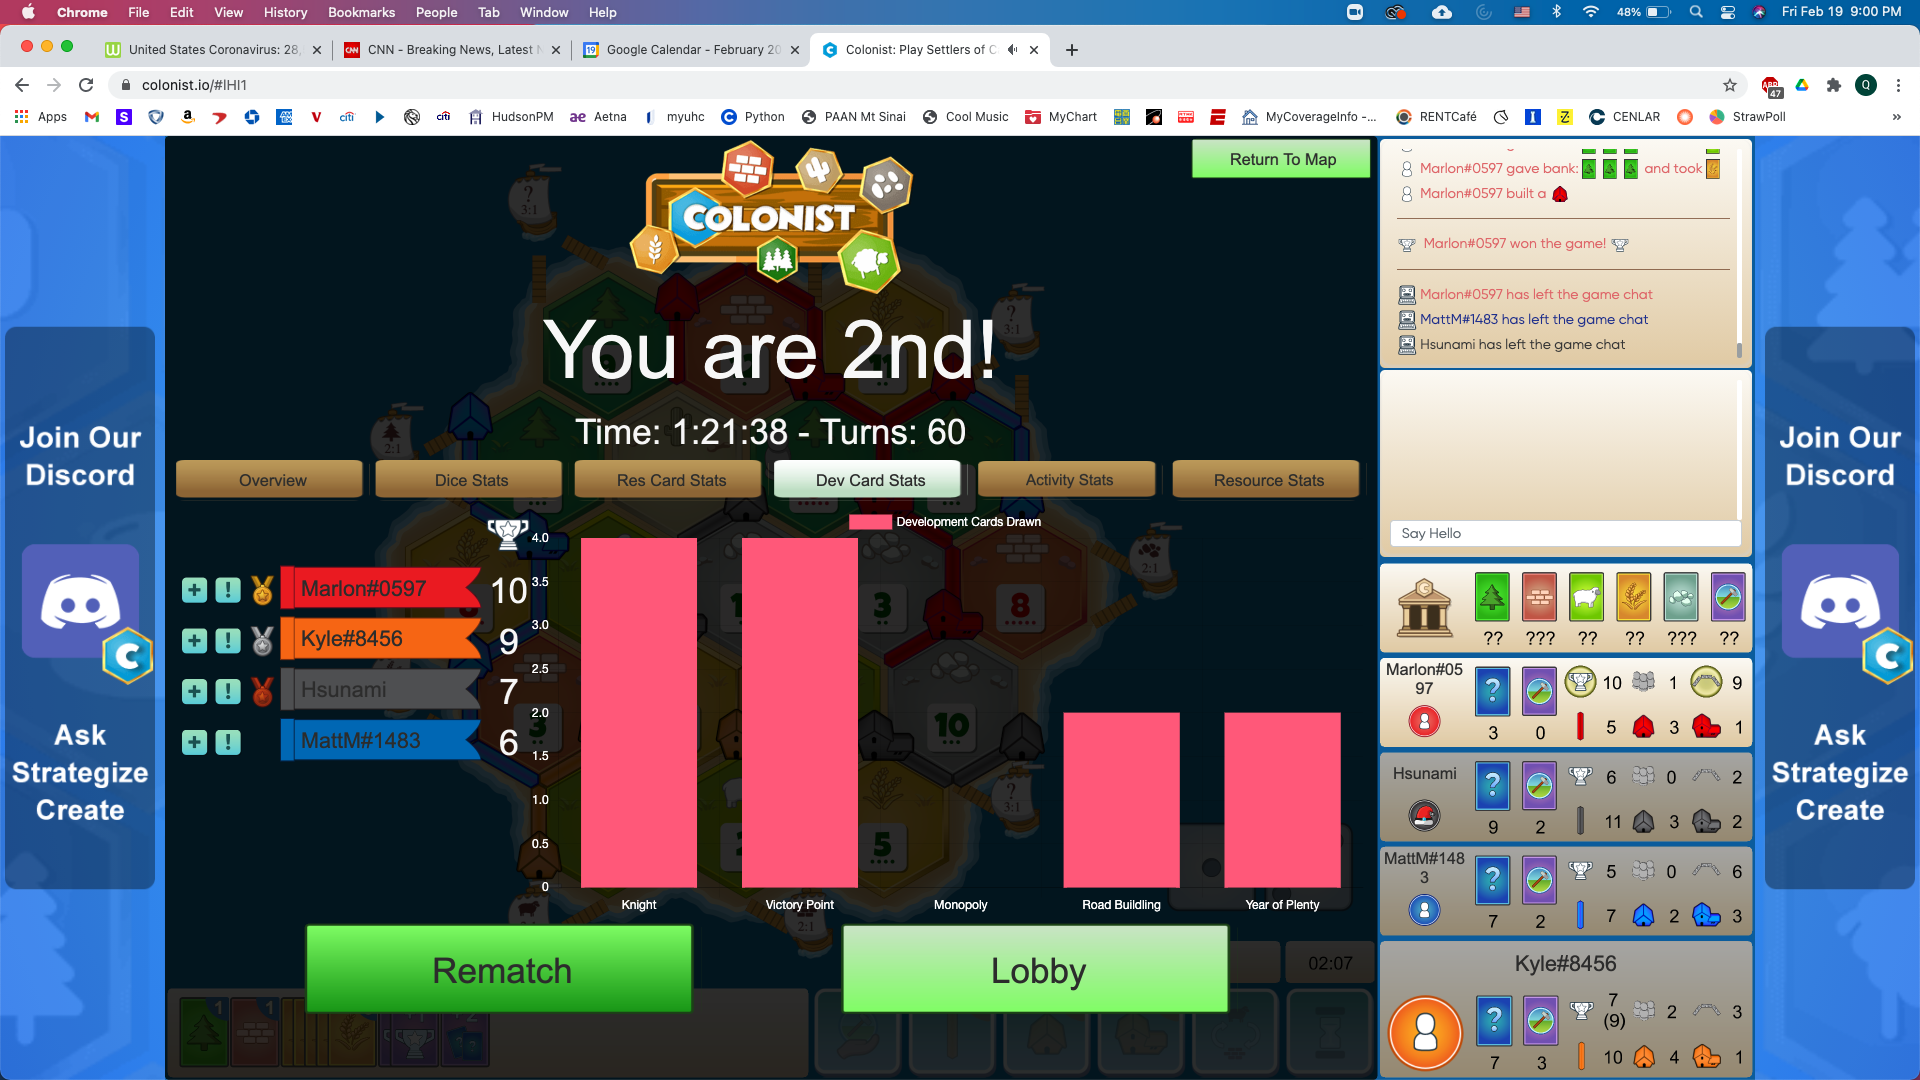 Chrome File Edit View History Bookmarks People Tab Window Help
48% Fri Feb 19 9:00 PM
United States Coronavirus: 28,
CNN - Breaking News, Latest N
Google Calendar - February 20
Colonist: Play Settlers of C
colonist.io/#IHI1
Apps
HudsonPM
Aetna
myuhc
Python
PAAN Mt Sinai
Cool Music
MyChart
MyCoverageInfo -...
RENTCafé
CENLAR
StrawPoll
Join Our
Discord
Ask
Strategize
Create
COLONIST
Return To Map
You are 2nd!
Time: 1:21:38 - Turns: 60
Overview
Dice Stats
Res Card Stats
Dev Card Stats
Activity Stats
Resource Stats
Development Cards Drawn
Marlon#0597 10
Kyle#8456 9
Hsunami 7
MattM#1483 6
4.0
3.5
3.0
2.5
2.0
1.5
1.0
0.5
0
Knight
Victory Point
Monopoly
Road Buildling
Year of Plenty
Rematch
Lobby
02:07
Marlon#0597 gave bank: and took
Marlon#0597 built a
Marlon#0597 won the game!
Marlon#0597 has left the game chat
MattM#1483 has left the game chat
Hsunami has left the game chat
Say Hello
?? ??? ?? ?? ??? ??
Marlon#05
97
10 1 9
3 0 5 3 1
Hsunami
6 0 2
9 2 11 3 2
MattM#148
3
5 0 6
7 2 7 2 3
Kyle#8456
7
(9)
2 3
7 3 10 4 1
Join Our
Discord
Ask
Strategize
Create